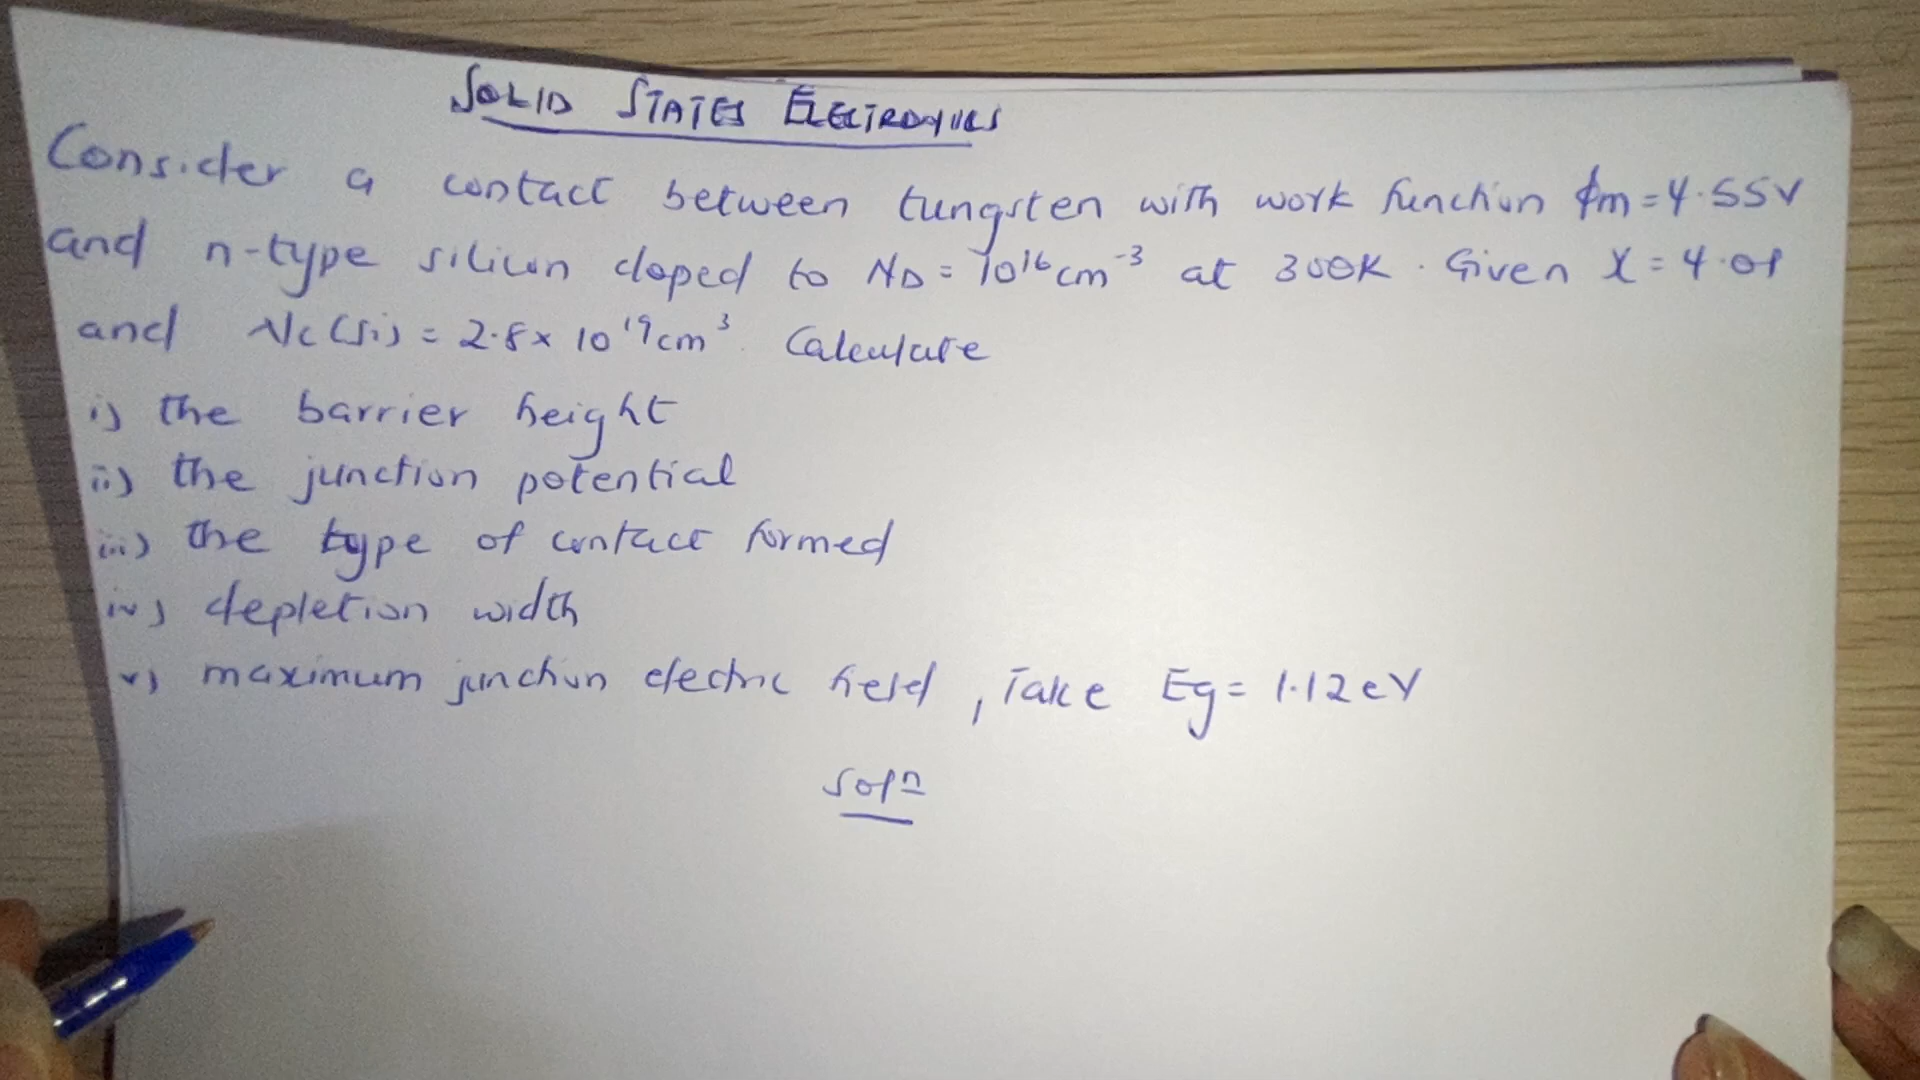 SOLID STATES ELECTRONICS
Consider a contact between tungsten with work function ϕm = 4.55V
and n-type silicon doped to ND = 10¹⁶cm⁻³ at 300K. Given X = 4.01
and Nc(Si) = 2.8 × 10¹⁹cm³. Calculate
i) the barrier height
ii) the junction potential
iii) the type of contact formed
iv) depletion width
v) maximum junction electric field, Take Eg = 1.12eV
Solⁿ